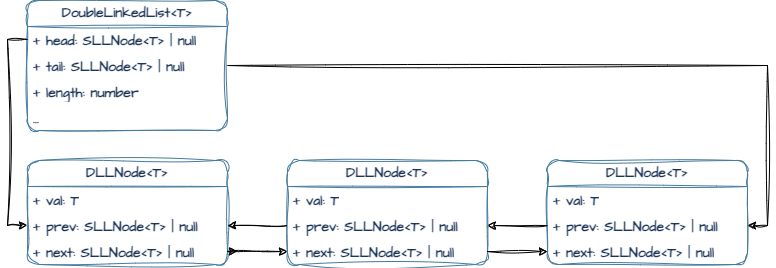 DoubleLinkedList<T>
+ head: SLLNode<T> | null
+ tail: SLLNode<T> | null
+ length: number
...
DLLNode<T>
+ val: T
+ prev: SLLNode<T> | null
+ next: SLLNode<T> | null
DLLNode<T>
+ val: T
+ prev: SLLNode<T> | null
+ next: SLLNode<T> | null
DLLNode<T>
+ val: T
+ prev: SLLNode<T> | null
+ next: SLLNode<T> | null